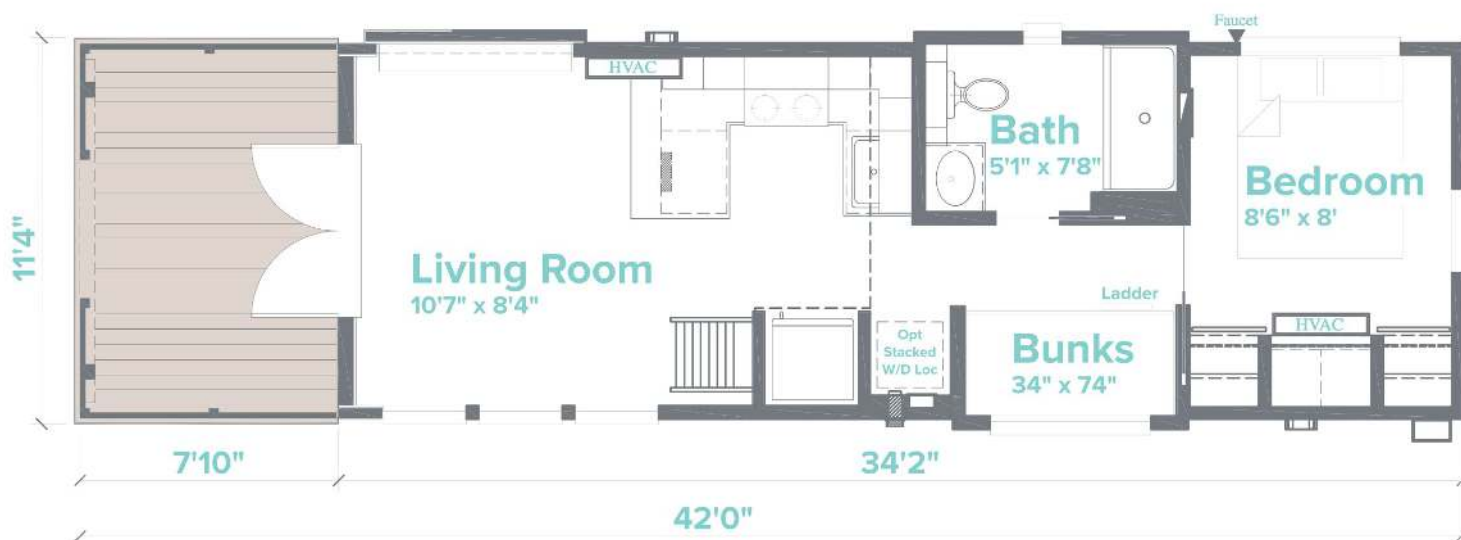 Faucet
HVAC
Bath
5'1" x 7'8"
Bedroom
8'6" x 8'
11'4"
Living Room
10'7" x 8'4"
Ladder
HVAC
Opt
Stacked
W/D Loc
Bunks
34" x 74"
7'10"
34'2"
42'0"